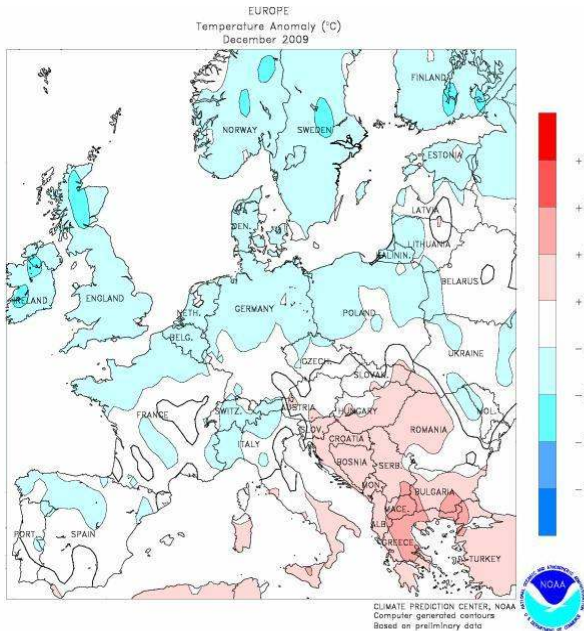 EUROPE
Temperature Anomaly (°C)
December 2009
FINLAND
NORWAY
SWEDEN
ESTONIA
LATVIA
DEN.
LITHUANIA
KALININ.
BELARUS
IRELAND
ENGLAND
NETH.
GERMANY
POLAND
BELG.
CZECH
UKRAINE
SLOVAK.
FRANCE
SWITZ.
AUSTRIA
HUNGARY
MOL.
SLOV.
ITALY
CROATIA
ROMANIA
BOSNIA
SERB.
MON.
BULGARIA
MACE.
PORT.
SPAIN
ALB.
GREECE
TURKEY
+
+
+
+
-
-
-
-
NOAA
CLIMATE PREDICTION CENTER, NOAA
Computer generated contours
Based on preliminary data